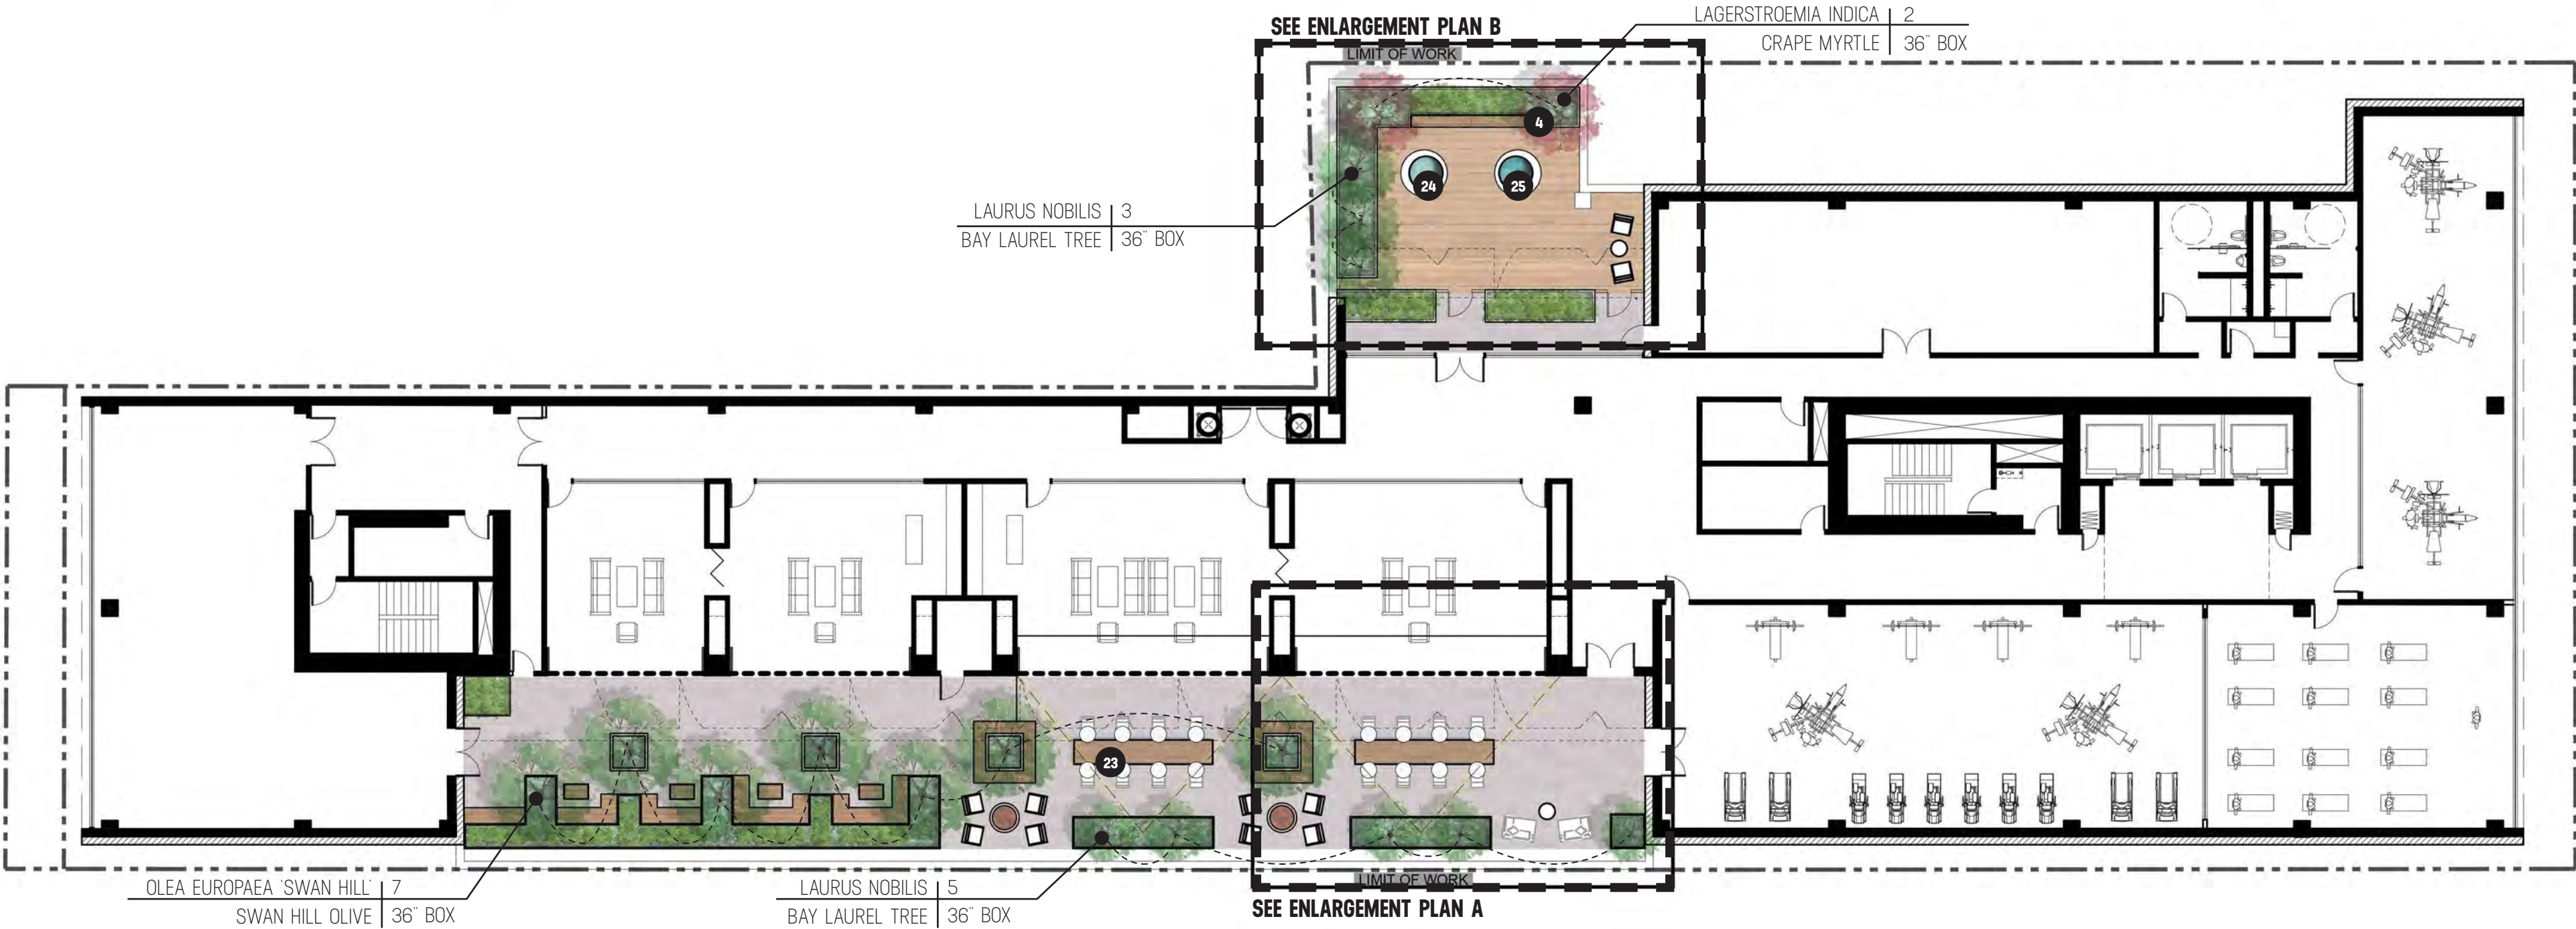 SEE ENLARGEMENT PLAN B
LIMIT OF WORK
LAGERSTROEMIA INDICA | 2
CRAPE MYRTLE | 36" BOX
4
24
25
LAURUS NOBILIS | 3
BAY LAUREL TREE | 36" BOX
23
OLEA EUROPAEA 'SWAN HILL' | 7
SWAN HILL OLIVE | 36" BOX
LAURUS NOBILIS | 5
BAY LAUREL TREE | 36" BOX
LIMIT OF WORK
SEE ENLARGEMENT PLAN A